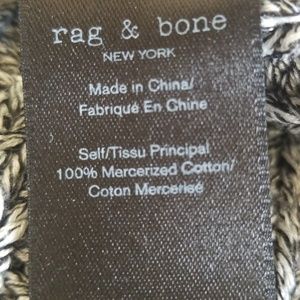 rag & bone
NEW YORK
Made in China/
Fabriqué En Chine
Self/Tissu Principal
100% Mercerized Cotton/
Coton Mercerisé